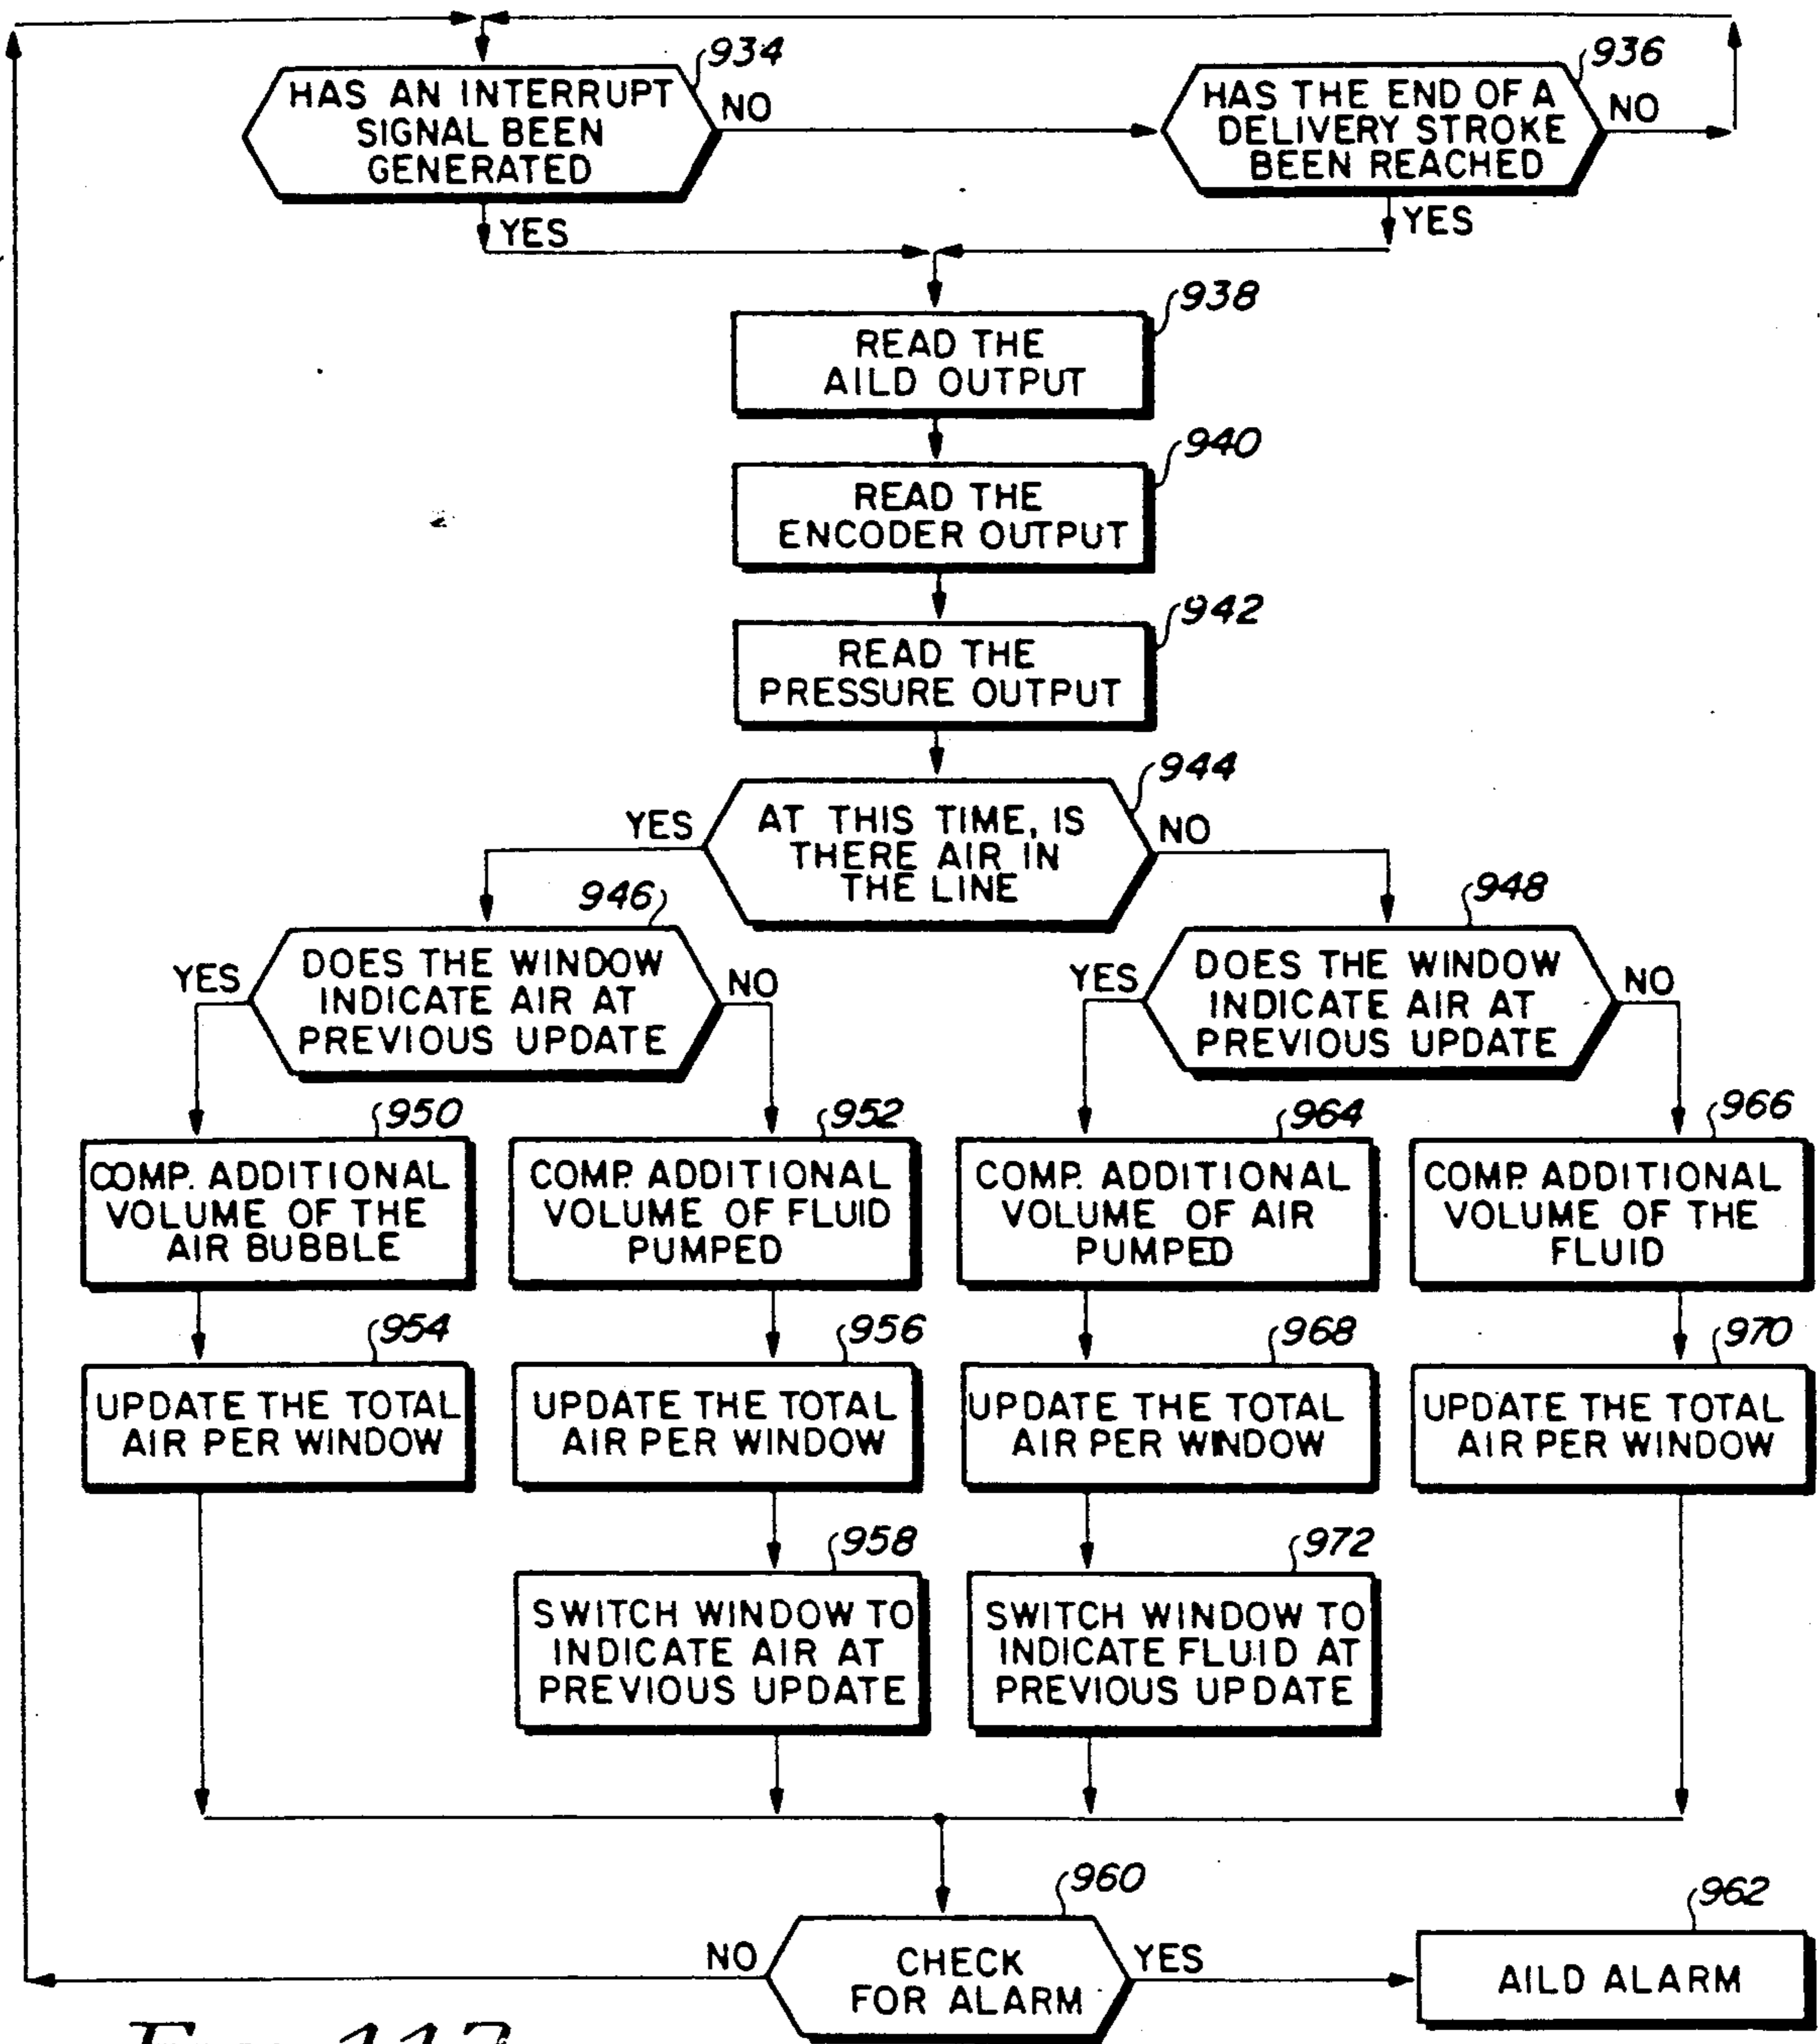 934
HAS AN INTERRUPT
SIGNAL BEEN
GENERATED
NO
YES
936
HAS THE END OF A
DELIVERY STROKE
BEEN REACHED
NO
YES
938
READ THE
AILD OUTPUT
940
READ THE
ENCODER OUTPUT
942
READ THE
PRESSURE OUTPUT
944
YES
AT THIS TIME, IS
THERE AIR IN
THE LINE
NO
946
YES
DOES THE WINDOW
INDICATE AIR AT
PREVIOUS UPDATE
NO
948
YES
DOES THE WINDOW
INDICATE AIR AT
PREVIOUS UPDATE
NO
950
COMP. ADDITIONAL
VOLUME OF THE
AIR BUBBLE
952
COMP. ADDITIONAL
VOLUME OF FLUID
PUMPED
964
COMP. ADDITIONAL
VOLUME OF AIR
PUMPED
966
COMP. ADDITIONAL
VOLUME OF THE
FLUID
954
UPDATE THE TOTAL
AIR PER WINDOW
956
UPDATE THE TOTAL
AIR PER WINDOW
968
UPDATE THE TOTAL
AIR PER WINDOW
970
UPDATE THE TOTAL
AIR PER WINDOW
958
SWITCH WINDOW TO
INDICATE AIR AT
PREVIOUS UPDATE
972
SWITCH WINDOW TO
INDICATE FLUID AT
PREVIOUS UPDATE
960
NO
CHECK
FOR ALARM
YES
962
AILD ALARM